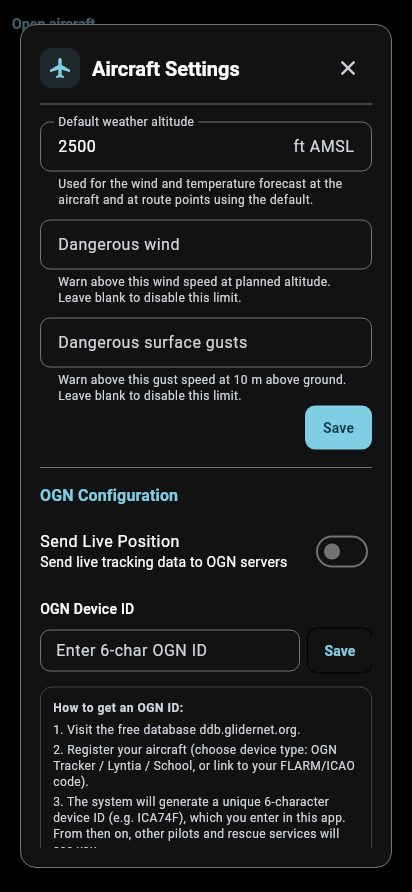 Open aircraft
Aircraft Settings
Default weather altitude
2500 ft AMSL
Used for the wind and temperature forecast at the
aircraft and at route points using the default.
Dangerous wind
Warn above this wind speed at planned altitude.
Leave blank to disable this limit.
Dangerous surface gusts
Warn above this gust speed at 10 m above ground.
Leave blank to disable this limit.
Save
OGN Configuration
Send Live Position
Send live tracking data to OGN servers
OGN Device ID
Enter 6-char OGN ID
Save
How to get an OGN ID:
1. Visit the free database ddb.glidernet.org.
2. Register your aircraft (choose device type: OGN
Tracker / Lyntia / School, or link to your FLARM/ICAO
code).
3. The system will generate a unique 6-character
device ID (e.g. ICA74F), which you enter in this app.
From then on, other pilots and rescue services will